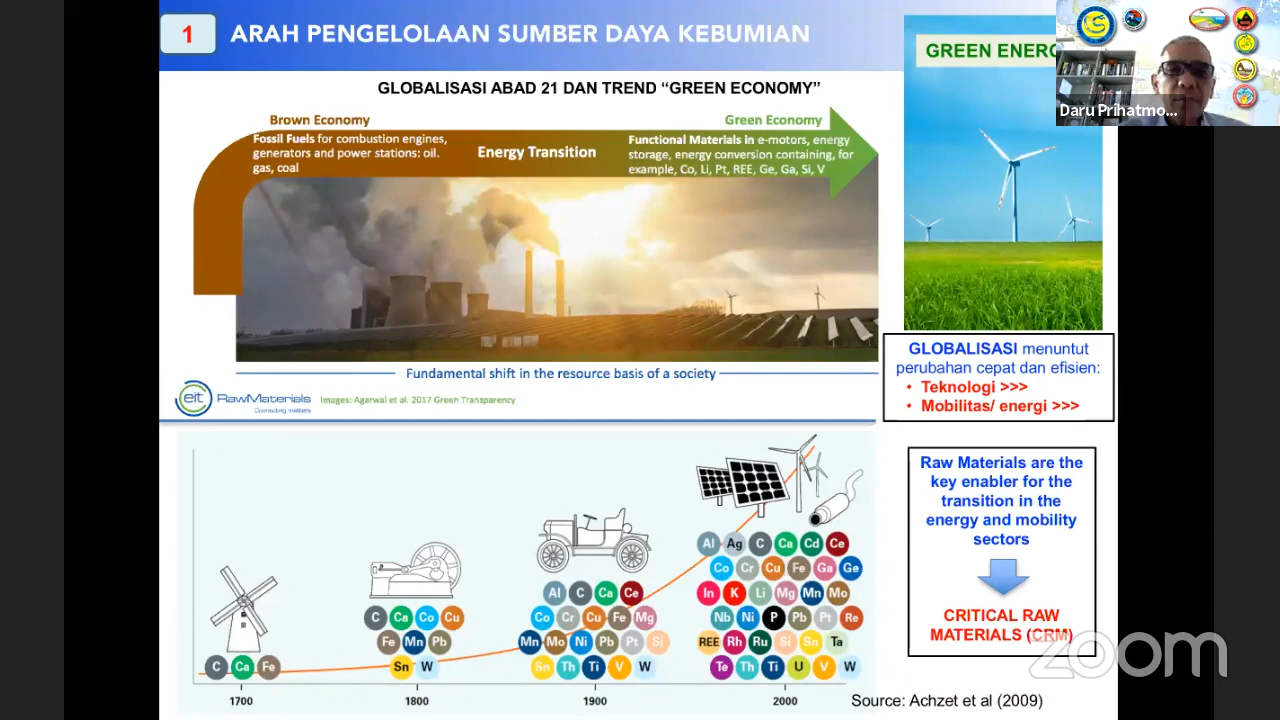 1
ARAH PENGELOLAAN SUMBER DAYA KEBUMIAN
GLOBALISASI ABAD 21 DAN TREND “GREEN ECONOMY”
Brown Economy
Fossil Fuels for combustion engines,
generators and power stations: oil.
gas, coal
Energy Transition
Green Economy
Functional Materials in e-motors, energy
storage, energy conversion containing, for
example, Co, Li, Pt, REE, Ge, Ga, Si, V
Fundamental shift in the resource basis of a society
eit RawMaterials
Connecting matters
Images: Agarwal et al. 2017 Green Transparency
GREEN ENERG
Daru Prihatmo...
GLOBALISASI menuntut
perubahan cepat dan efisien:
• Teknologi >>>
• Mobilitas/ energi >>>
Raw Materials are the
key enabler for the
transition in the
energy and mobility
sectors
CRITICAL RAW
MATERIALS (CRM)
C Ca Fe
C Ca Co Cu
Fe Mn Pb
Sn W
Al C Ca Ce
Co Cr Cu Fe Mg
Mn Mo Ni Pb Pt Si
Sn Th Ti V W
Al Ag C Ca Cd Ce
Co Cr Cu Fe Ga Ge
In K Li Mg Mn Mo
Nb Ni P Pb Pt Re
REE Rh Ru Si Sn Ta
Te Th Ti U V W
1700
1800
1900
2000
Source: Achzet et al (2009)
zoom